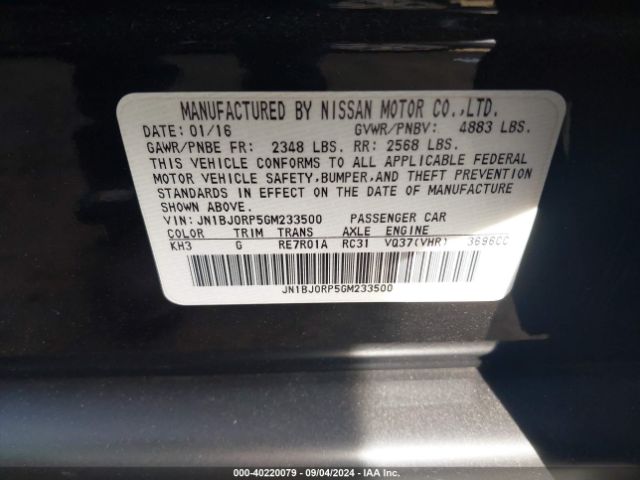 MANUFACTURED BY NISSAN MOTOR CO.,LTD.
DATE: 01/16 GVWR/PNBV: 4883 LBS.
GAWR/PNBE FR: 2348 LBS. RR: 2568 LBS.
THIS VEHICLE CONFORMS TO ALL APPLICABLE FEDERAL
MOTOR VEHICLE SAFETY,BUMPER,AND THEFT PREVENTION
STANDARDS IN EFFECT ON THE DATE OF MANUFACTURE
SHOWN ABOVE.
VIN: JN1BJ0RP5GM233500 PASSENGER CAR
COLOR TRIM TRANS AXLE ENGINE
KH3 G RE7R01A RC31 VQ37(VHR) 3696CC
JN1BJ0RP5GM233500
000-40220079 - 09/04/2024 - IAA Inc.